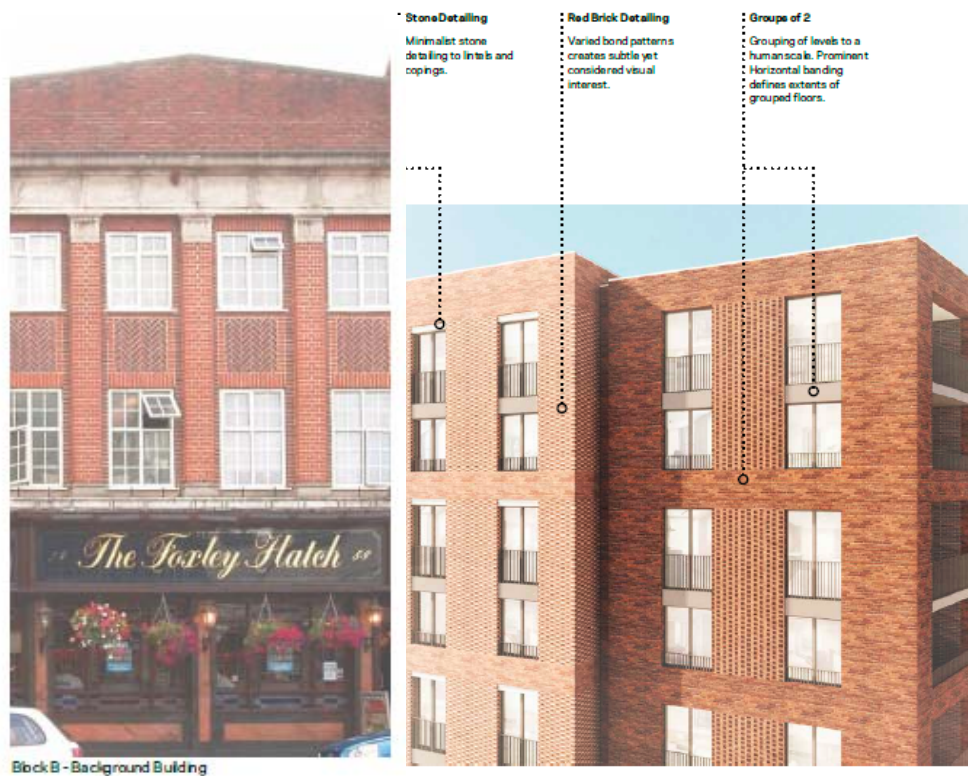 Stone Detailing
Minimalist stone
detailing to lintels and
copings.
Red Brick Detailing
Varied bond patterns
creates subtle yet
considered visual
interest.
Groups of 2
Grouping of levels to a
human scale. Prominent
Horizontal banding
defines extents of
grouped floors.
The Foxley Hatch
Block B - Background Building